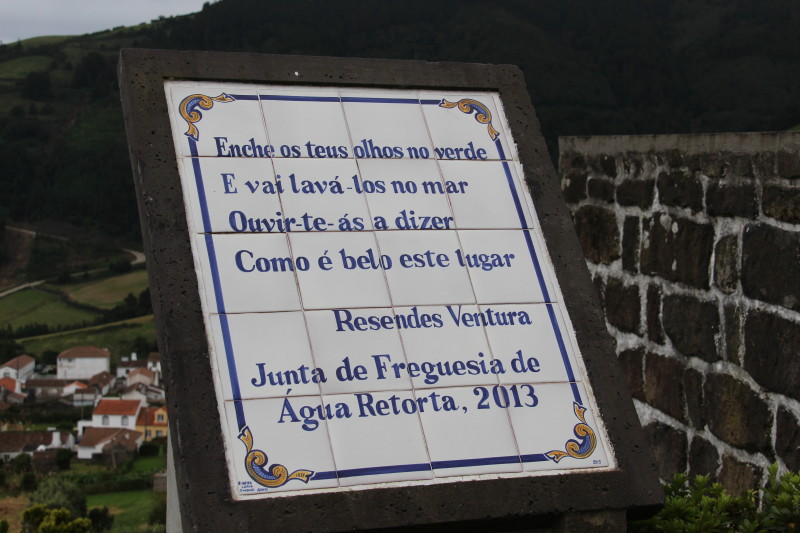 Enche os teus olhos no verde
E vai lavá-los no mar
Ouvir-te-ás a dizer
Como é belo este lugar
Resendes Ventura
Junta de Freguesia de
Água Retorta, 2013